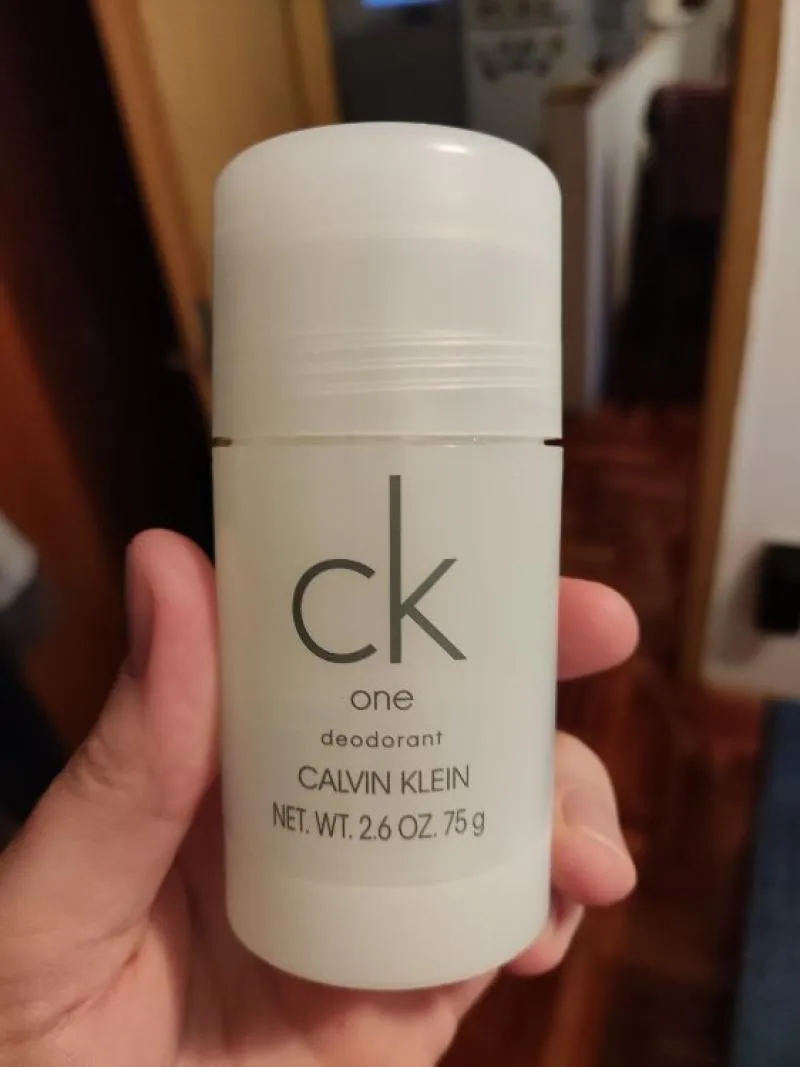 ck
one
deodorant
CALVIN KLEIN
NET. WT. 2.6 OZ. 75 g